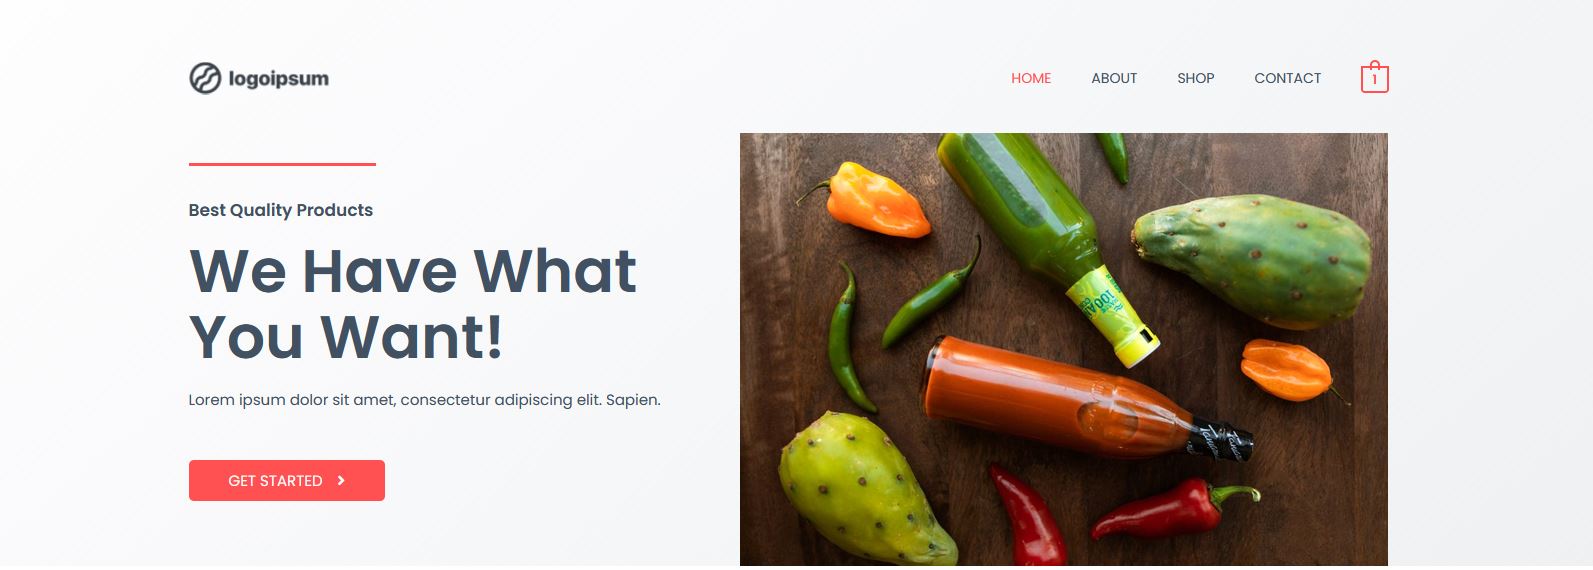 logoipsum
HOME ABOUT SHOP CONTACT 1
Best Quality Products
We Have What
You Want!
Lorem ipsum dolor sit amet, consectetur adipiscing elit. Sapien.
GET STARTED